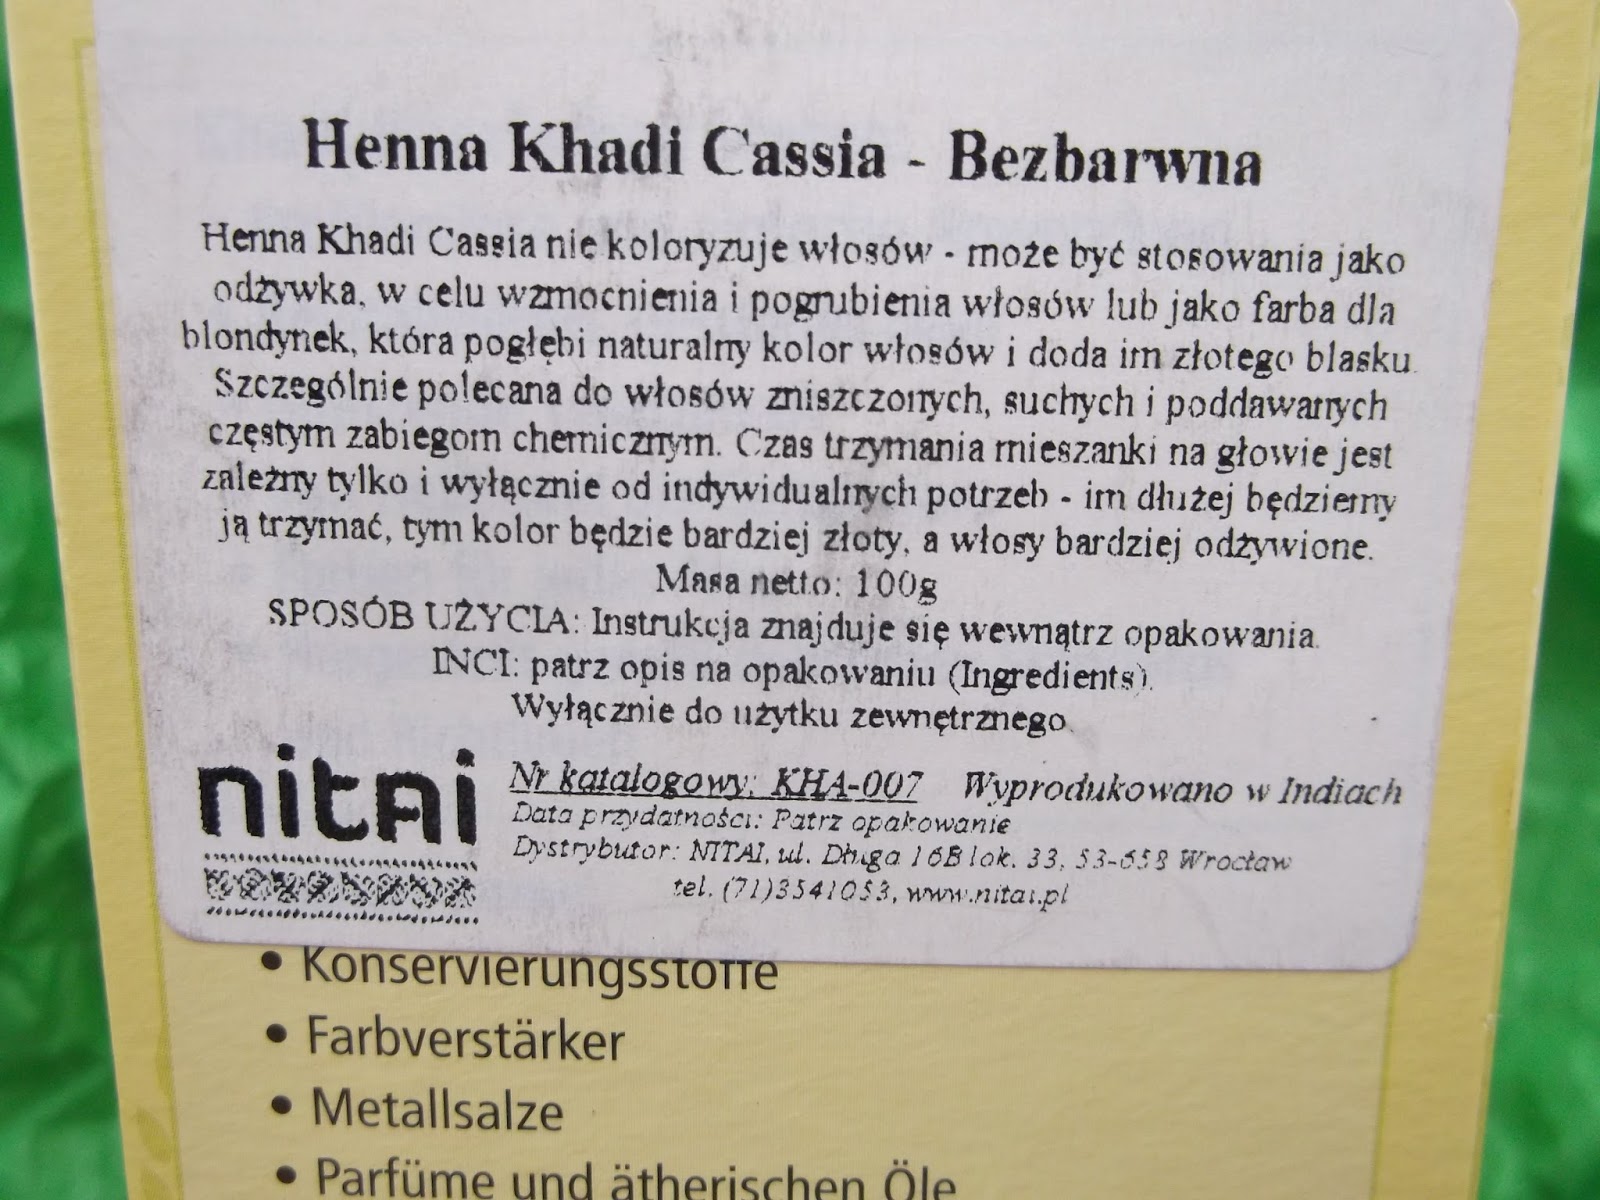 Henna Khadi Cassia - Bezbarwna
Henna Khadi Cassia nie koloryzuje włosów - może być stosowania jako
odżywka, w celu wzmocnienia i pogrubienia włosów lub jako farba dla
blondynek, która pogłębi naturalny kolor włosów i doda im złotego blasku.
Szczególnie polecana do włosów zniszczonych, suchych i poddawanych
częstym zabiegom chemicznym. Czas trzymania mieszanki na głowie jest
zależny tylko i wyłącznie od indywidualnych potrzeb - im dłużej będziemy
ją trzymać, tym kolor będzie bardziej złoty, a włosy bardziej odżywione.
Masa netto: 100g
SPOSÓB UŻYCIA: Instrukcja znajduje się wewnątrz opakowania.
INCI: patrz opis na opakowaniu (Ingredients).
Wyłącznie do użytku zewnętrznego.
nitai
Nr katalogowy: KHA-007 Wyprodukowano w Indiach
Data przydatności: Patrz opakowanie
Dystrybutor: NITAI, ul. Długa 16B lok. 33, 53-658 Wrocław
tel. (71)3541053, www.nitai.pl
• Konservierungsstoffe
• Farbverstärker
• Metallsalze
• Parfüme und ätherischen Öle